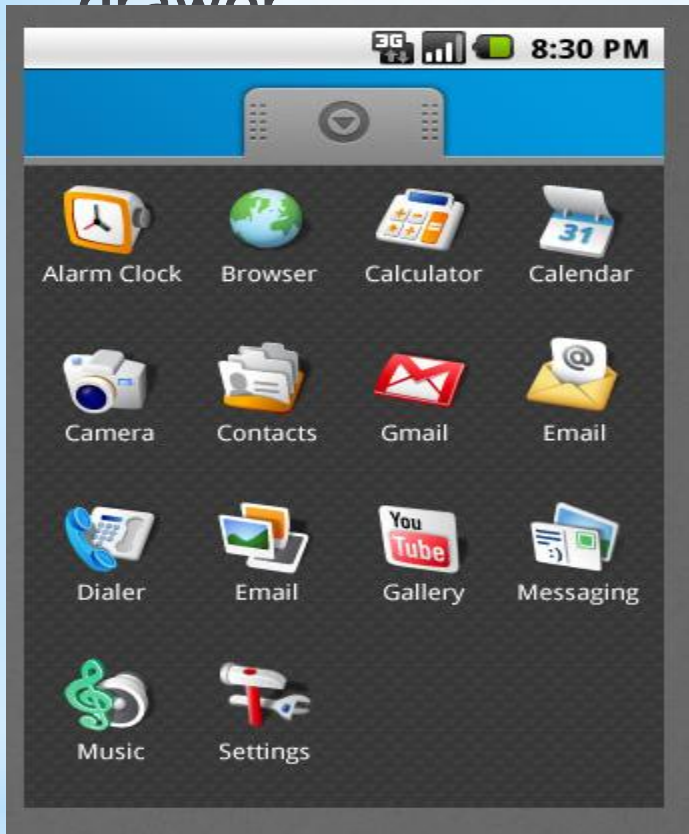 drawer
3G 8:30 PM
31
Alarm Clock Browser Calculator Calendar
@
Camera Contacts Gmail Email
You
Tube
:)
Dialer Email Gallery Messaging
Music Settings